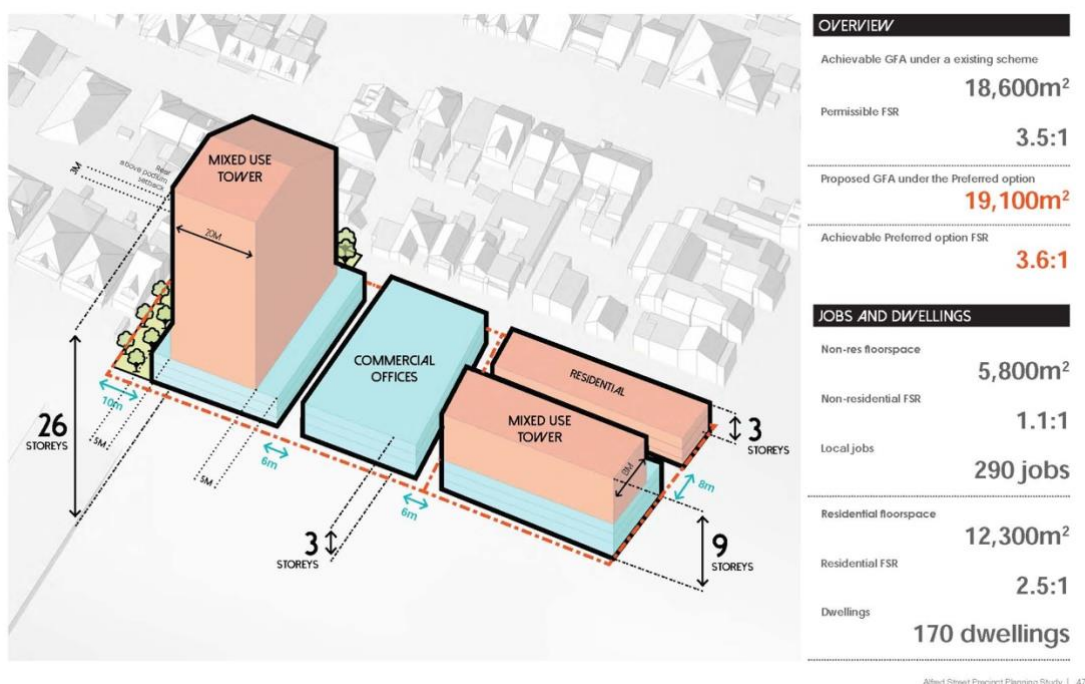 MIXED USE
TOWER
3M
Rear
above podium
setback
20M
COMMERCIAL
OFFICES
RESIDENTIAL
MIXED USE
TOWER
3
STOREYS
8m
26
STOREYS
10m
5M
5M
6m
6m
3
STOREYS
9
STOREYS
OVERVIEW
Achievable GFA under a existing scheme
18,600m²
Permissible FSR
3.5:1
Proposed GFA under the Preferred option
19,100m²
Achievable Preferred option FSR
3.6:1
JOBS AND DWELLINGS
Non-res floorspace
5,800m²
Non-residential FSR
1.1:1
Local jobs
290 jobs
Residential floorspace
12,300m²
Residential FSR
2.5:1
Dwellings
170 dwellings
Alfred Street Precinct Planning Study | 47